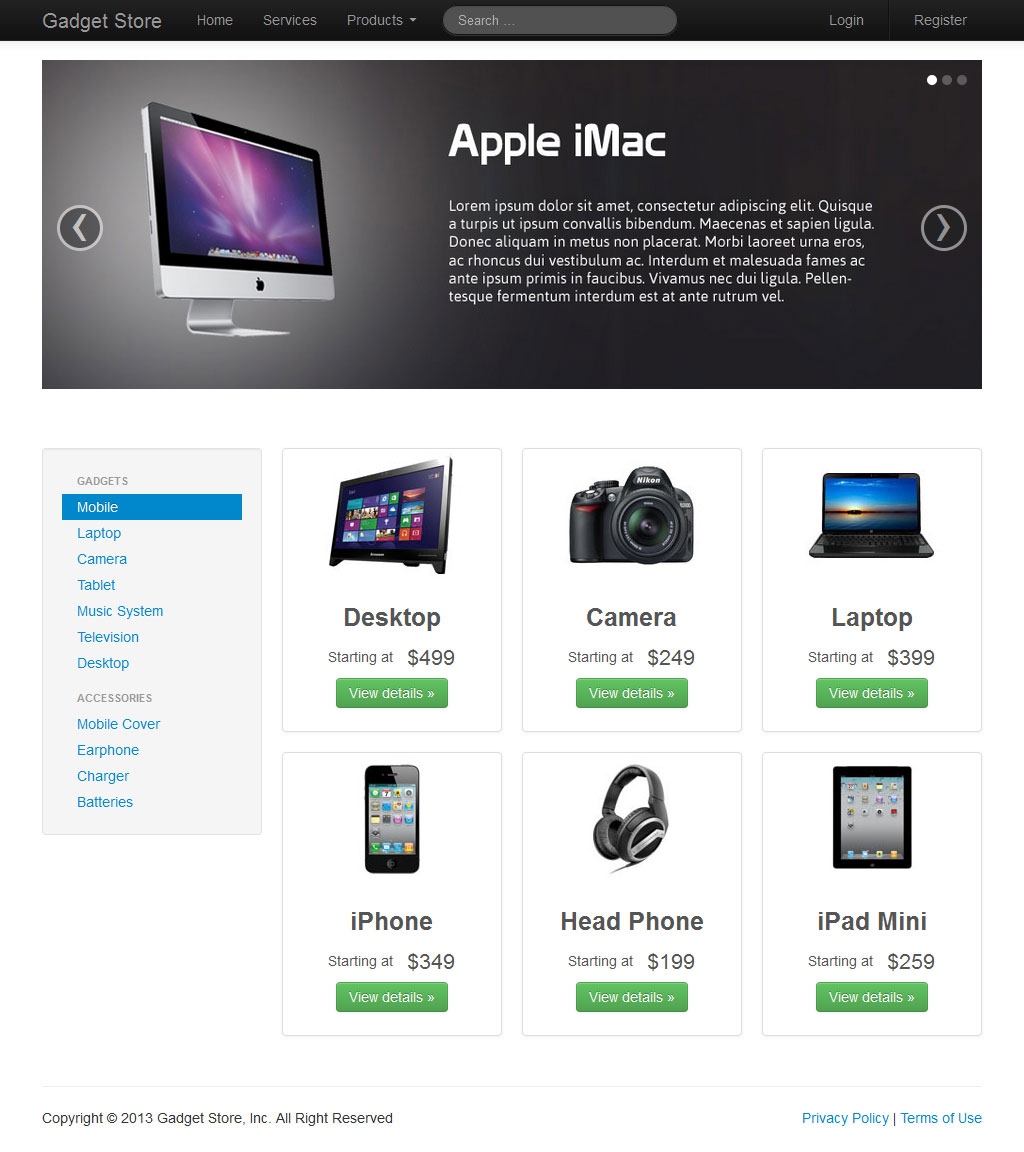 Gadget Store Home Services Products Search ... Login Register
Apple iMac
Lorem ipsum dolor sit amet, consectetur adipiscing elit. Quisque
a turpis ut ipsum convallis bibendum. Maecenas et sapien ligula.
Donec aliquam in metus non placerat. Morbi laoreet urna eros,
ac rhoncus dui vestibulum ac. Interdum et malesuada fames ac
ante ipsum primis in faucibus. Vivamus nec dui ligula. Pellen-
tesque fermentum interdum est at ante rutrum vel.
GADGETS
Mobile
Laptop
Camera
Tablet
Music System
Television
Desktop
ACCESSORIES
Mobile Cover
Earphone
Charger
Batteries
Desktop
Starting at $499
View details »
Nikon
Camera
Starting at $249
View details »
Laptop
Starting at $399
View details »
iPhone
Starting at $349
View details »
Head Phone
Starting at $199
View details »
iPad Mini
Starting at $259
View details »
Copyright © 2013 Gadget Store, Inc. All Right Reserved
Privacy Policy | Terms of Use